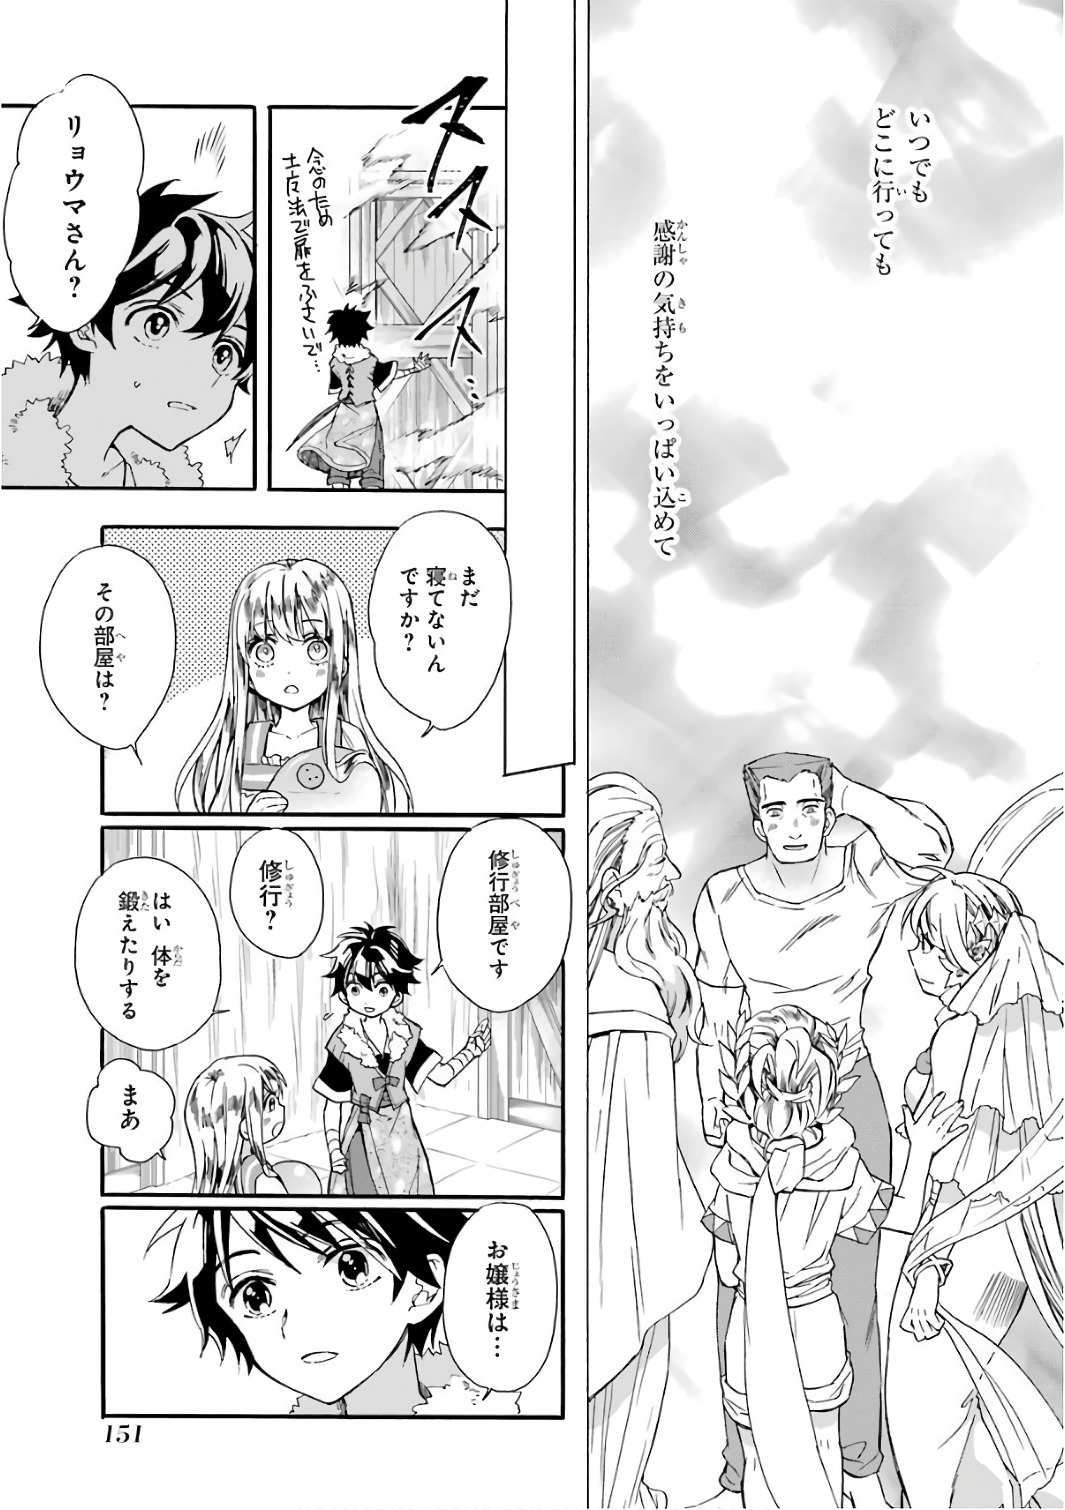 いつでも
どこに行っても
感謝の気持ちをいっぱい込めて
ズズズ…
念のため
土魔法で扉をふさいで…
リョウマさん?
まだ
寝てないん
ですか?
その部屋は?
修行部屋です
修行?
はい 体を
鍛えたりする
まあ
お嬢様は…
151